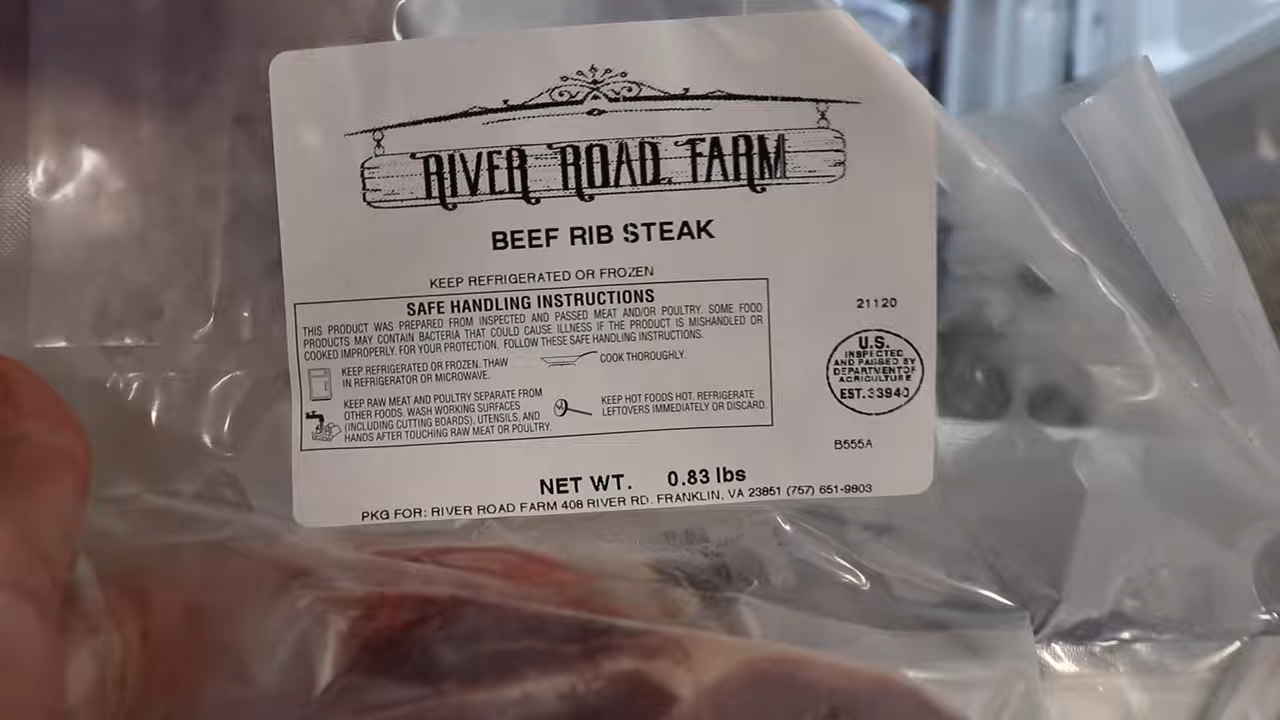 RIVER ROAD FARM
BEEF RIB STEAK
KEEP REFRIGERATED OR FROZEN
SAFE HANDLING INSTRUCTIONS
THIS PRODUCT WAS PREPARED FROM INSPECTED AND PASSED MEAT AND/OR POULTRY. SOME FOOD
PRODUCTS MAY CONTAIN BACTERIA THAT COULD CAUSE ILLNESS IF THE PRODUCT IS MISHANDLED OR
COOKED IMPROPERLY. FOR YOUR PROTECTION, FOLLOW THESE SAFE HANDLING INSTRUCTIONS.
KEEP REFRIGERATED OR FROZEN. THAW
IN REFRIGERATOR OR MICROWAVE.
COOK THOROUGHLY.
KEEP RAW MEAT AND POULTRY SEPARATE FROM
OTHER FOODS. WASH WORKING SURFACES
(INCLUDING CUTTING BOARDS), UTENSILS, AND
HANDS AFTER TOUCHING RAW MEAT OR POULTRY.
KEEP HOT FOODS HOT. REFRIGERATE
LEFTOVERS IMMEDIATELY OR DISCARD.
21120
U.S.
INSPECTED
AND PASSED BY
DEPARTMENT OF
AGRICULTURE
EST.33940
B555A
NET WT. 0.83 lbs
PKG FOR: RIVER ROAD FARM 408 RIVER RD. FRANKLIN, VA 23851 (757) 651-9803